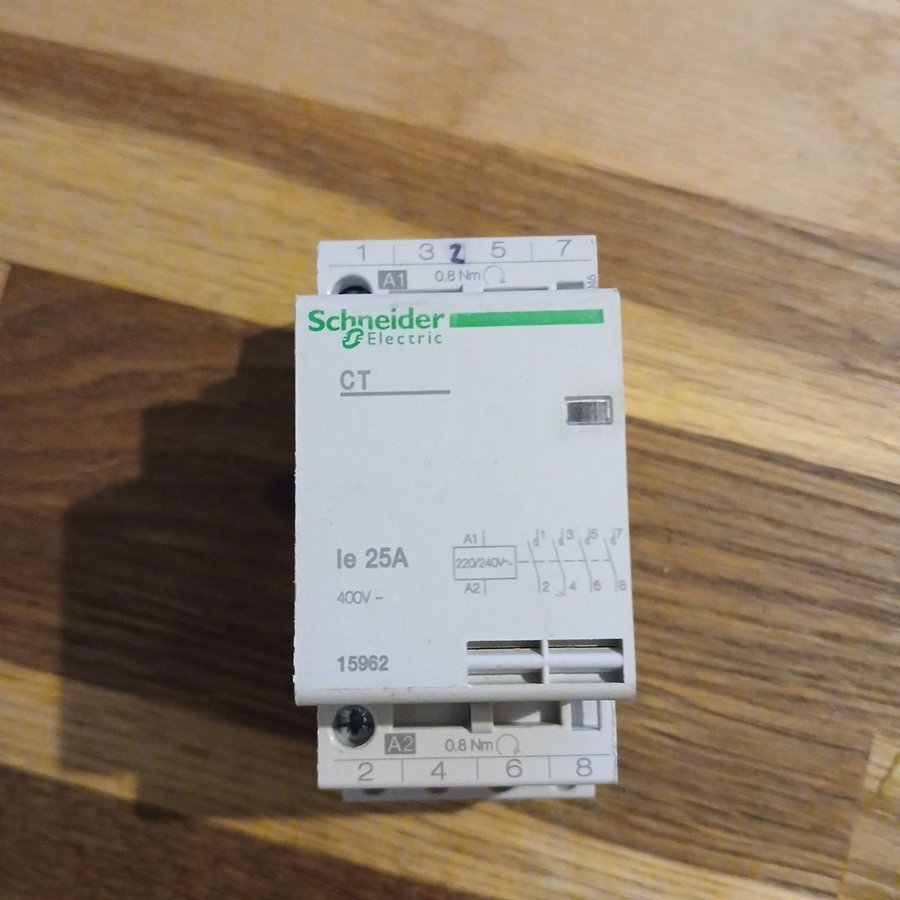 1 3 2 5 7
A1 0.8 Nm
Schneider
Electric
CT
A1 1 3 5 7
Ie 25A 220/240V~
400V ~ A2 2 4 6 8
15962
A2 0.8 Nm
2 4 6 8